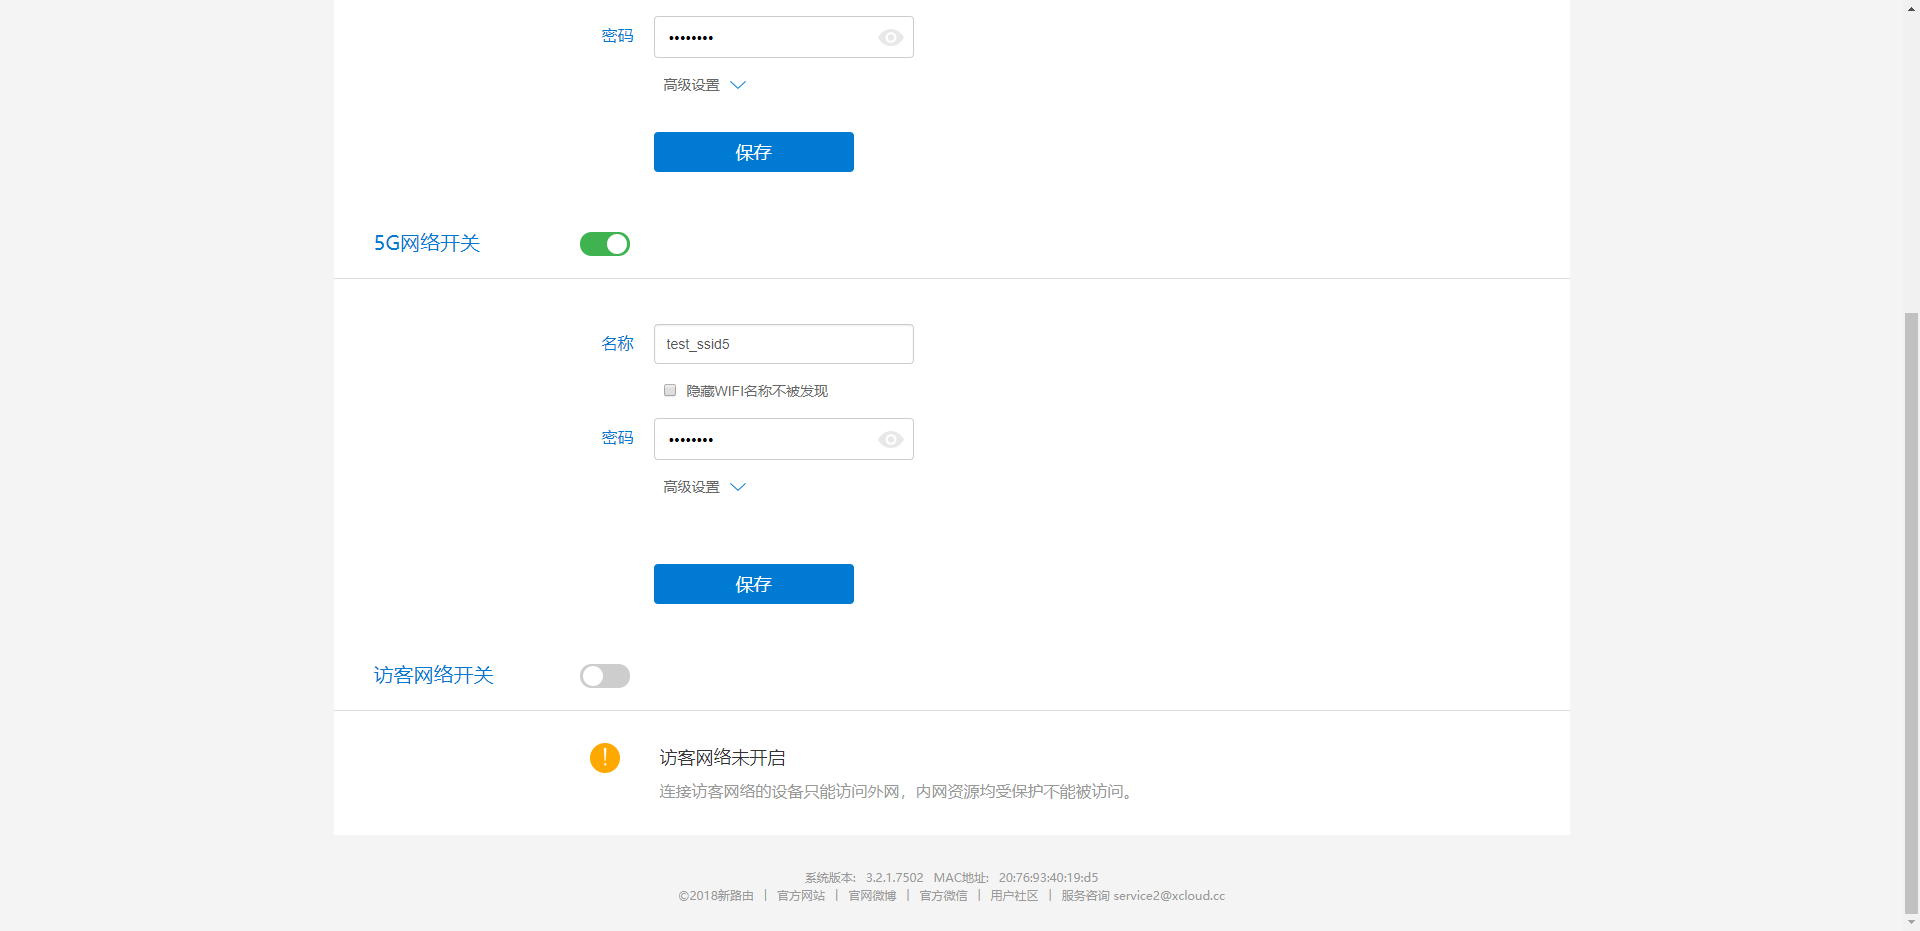 密码
••••••••
高级设置
保存
5G网络开关
名称 test_ssid5
隐藏WIFI名称不被发现
密码
••••••••
高级设置
保存
访客网络开关
访客网络未开启
连接访客网络的设备只能访问外网，内网资源均受保护不能被访问。
系统版本: 3.2.1.7502 MAC地址: 20:76:93:40:19:d5
©2018新路由 | 官方网站 | 官网微博 | 官方微信 | 用户社区 | 服务咨询 service2@xcloud.cc